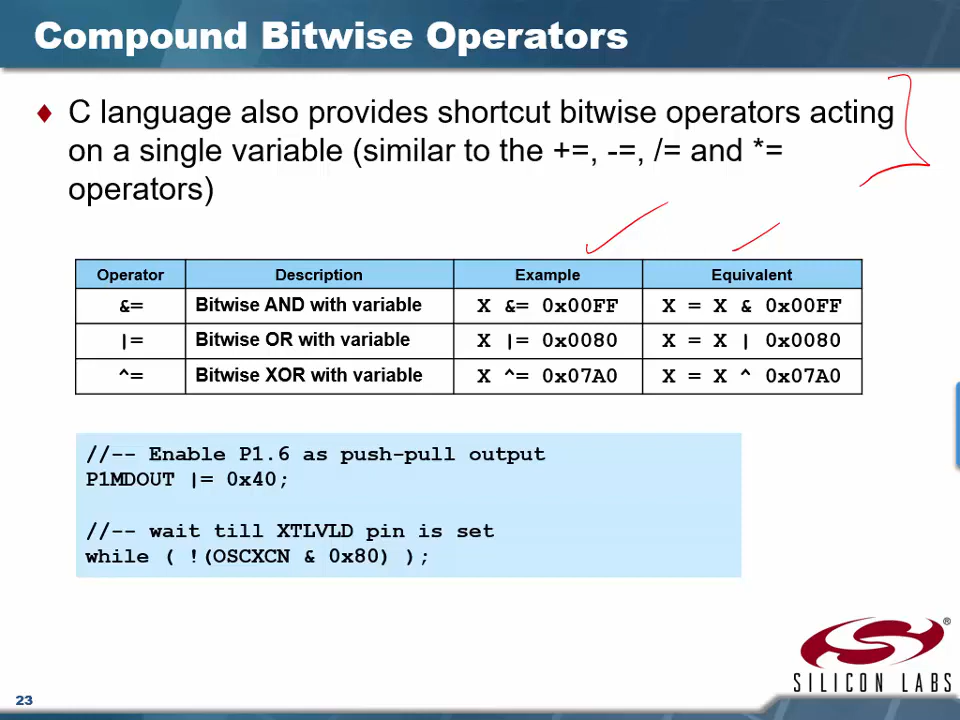 Compound Bitwise Operators
♦ C language also provides shortcut bitwise operators acting
on a single variable (similar to the +=, -=, /= and *=
operators)
Operator Description Example Equivalent
&= Bitwise AND with variable X &= 0x00FF X = X & 0x00FF
|= Bitwise OR with variable X |= 0x0080 X = X | 0x0080
^= Bitwise XOR with variable X ^= 0x07A0 X = X ^ 0x07A0
//-- Enable P1.6 as push-pull output
P1MDOUT |= 0x40;
//-- wait till XTLVLD pin is set
while ( !(OSCXCN & 0x80) );
®
SILICON LABS
23